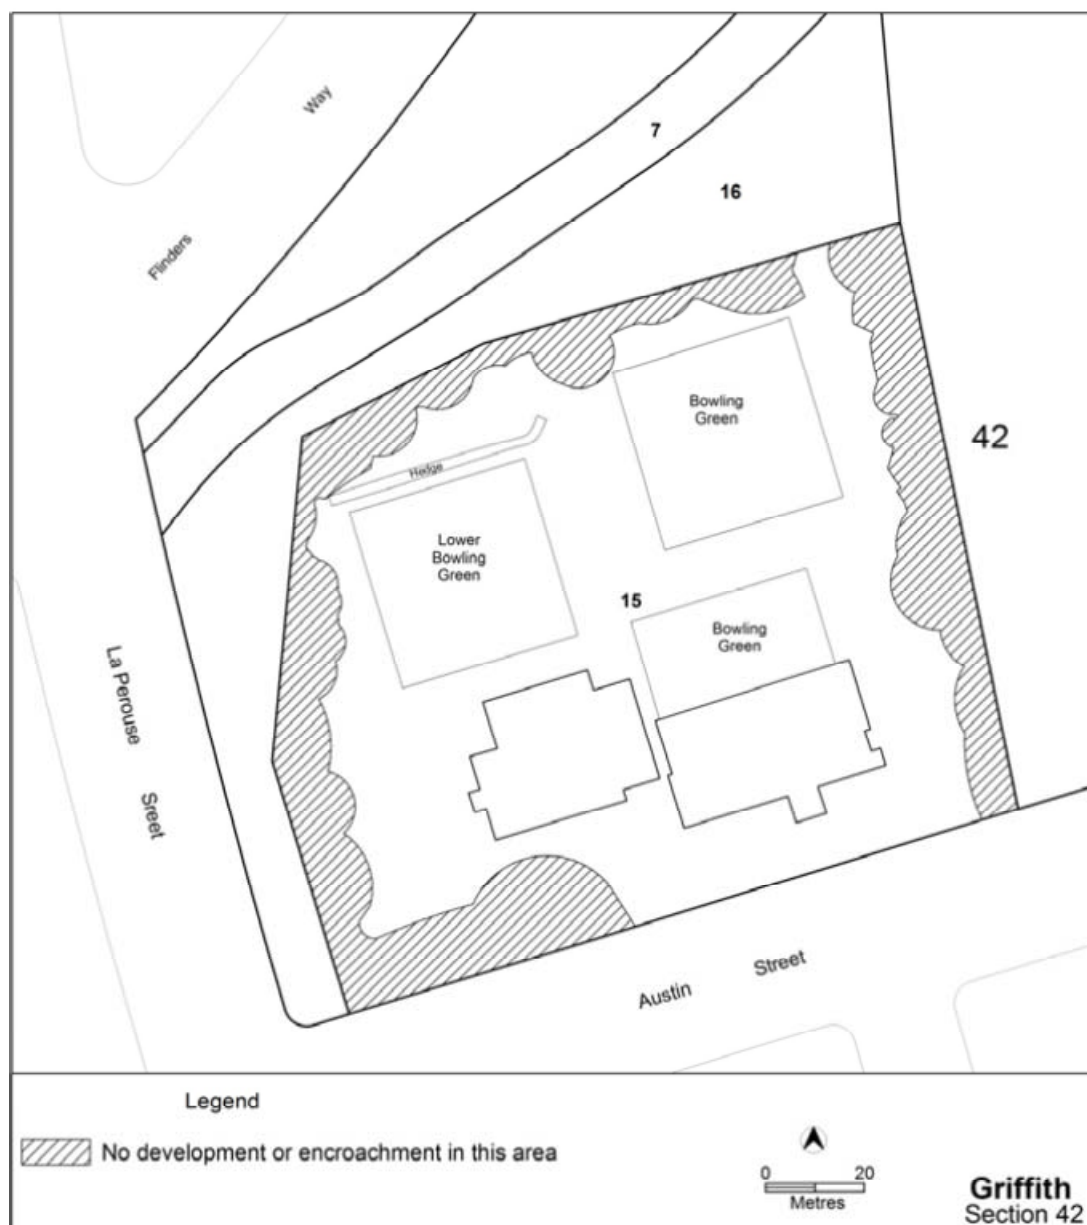 Way
7
16
Flinders
Bowling
Green
42
Hedge
Lower
Bowling
Green
15
Bowling
Green
La Perouse
Sreet
Street
Austin
Legend
No development or encroachment in this area
0 20
Metres
Griffith
Section 42